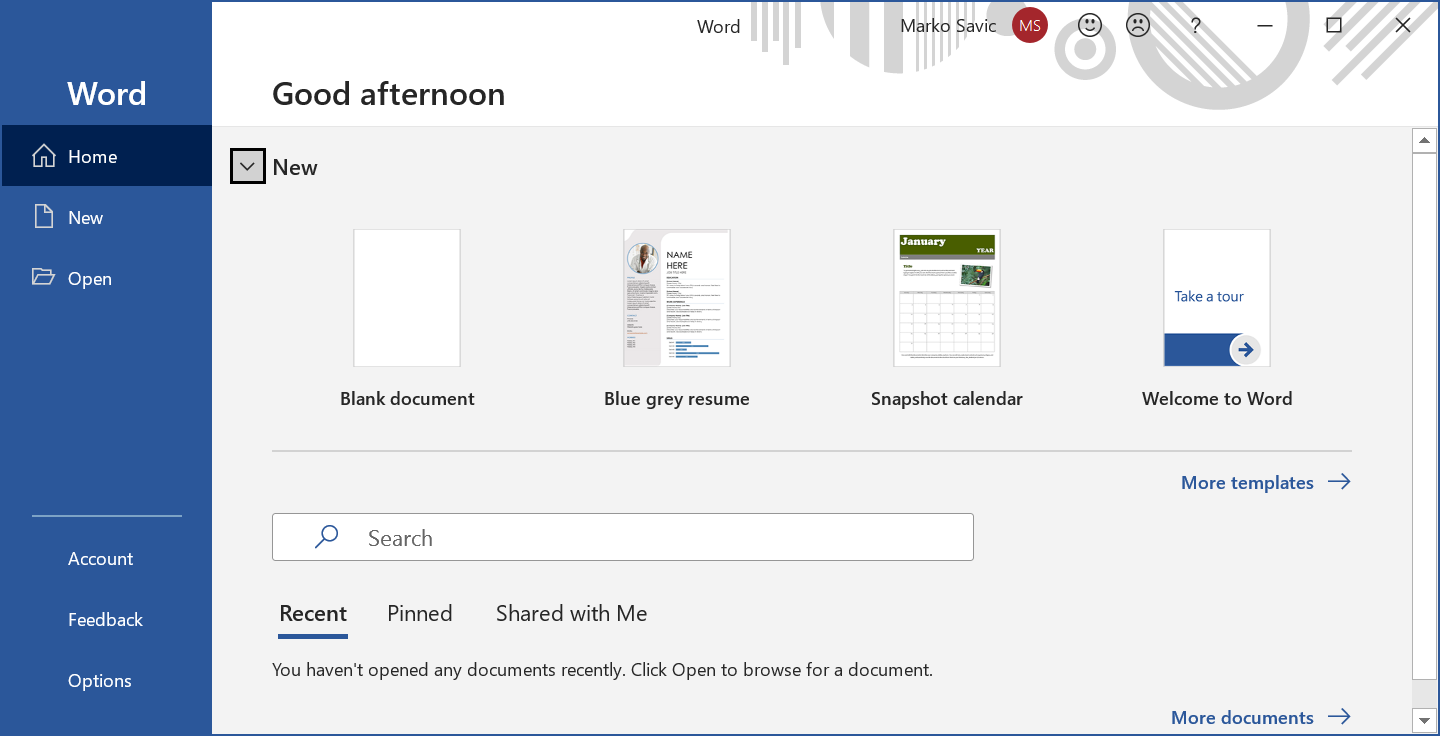 Word
Marko Savic
MS
?
Word
Good afternoon
Home
New
Open
New
NAME
HERE
January
YEAR
Title
Take a tour
Blank document
Blue grey resume
Snapshot calendar
Welcome to Word
More templates
Search
Recent
Pinned
Shared with Me
You haven't opened any documents recently. Click Open to browse for a document.
More documents
Account
Feedback
Options